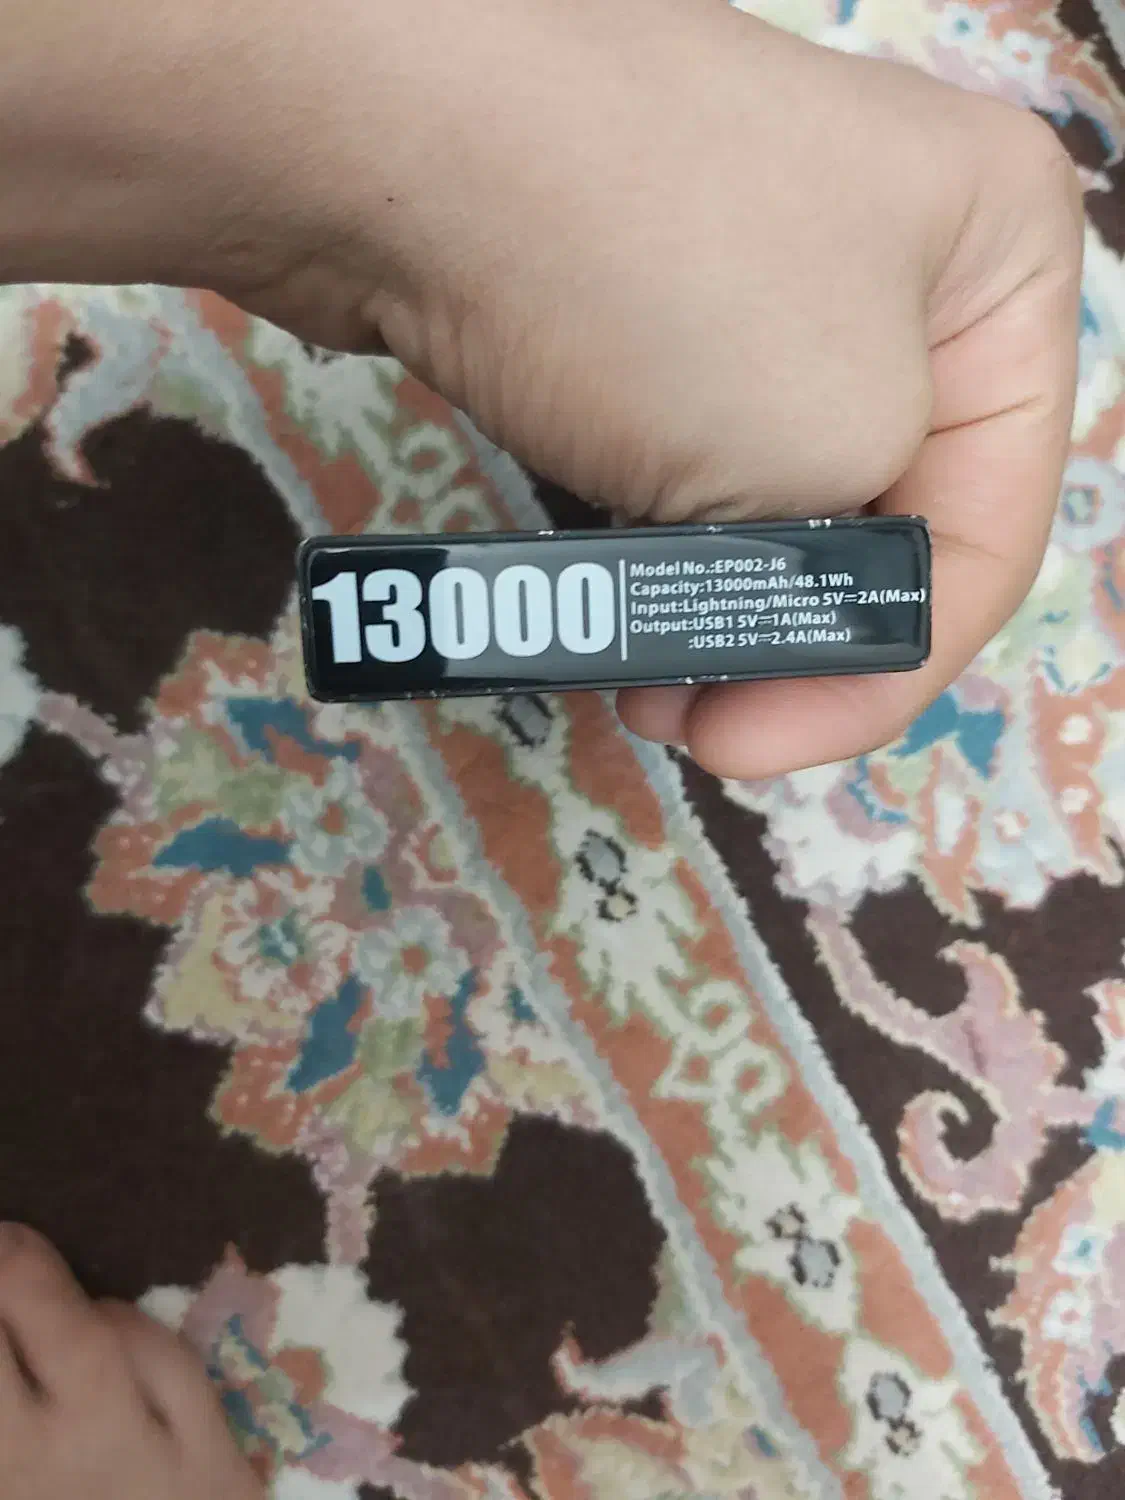 13000
Model No.:EP002-J6
Capacity:13000mAh/48.1Wh
Input:Lightning/Micro 5V⎓2A(Max)
Output:USB1 5V⎓1A(Max)
:USB2 5V⎓2.4A(Max)